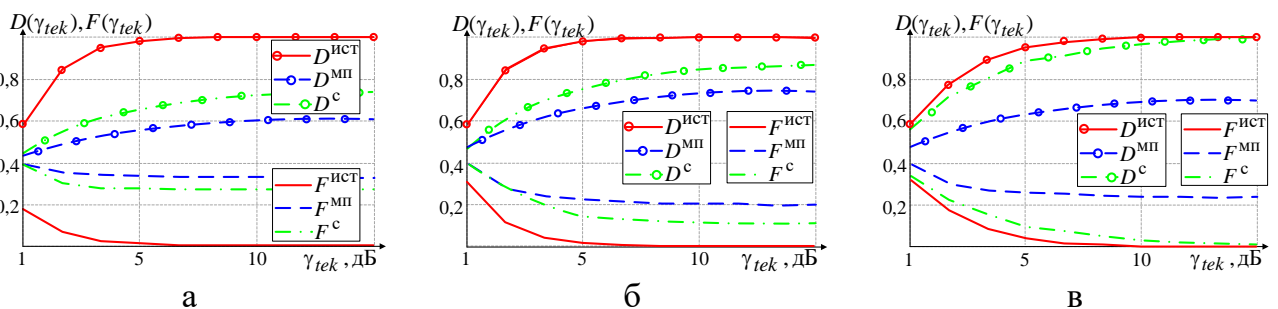 D(γtek),F(γtek)
0,8
0,6
0,4
0,2
1
5
10
γtek, дБ
Dист
Dмп
Dс
Fист
Fмп
Fс
а
D(γtek),F(γtek)
0,8
0,6
0,4
0,2
1
5
10
γtek, дБ
Dист
Dмп
Dс
Fист
Fмп
Fс
б
D(γtek),F(γtek)
0,8
0,6
0,4
0,2
1
5
10
γtek, дБ
Dист
Dмп
Dс
Fист
Fмп
Fс
в